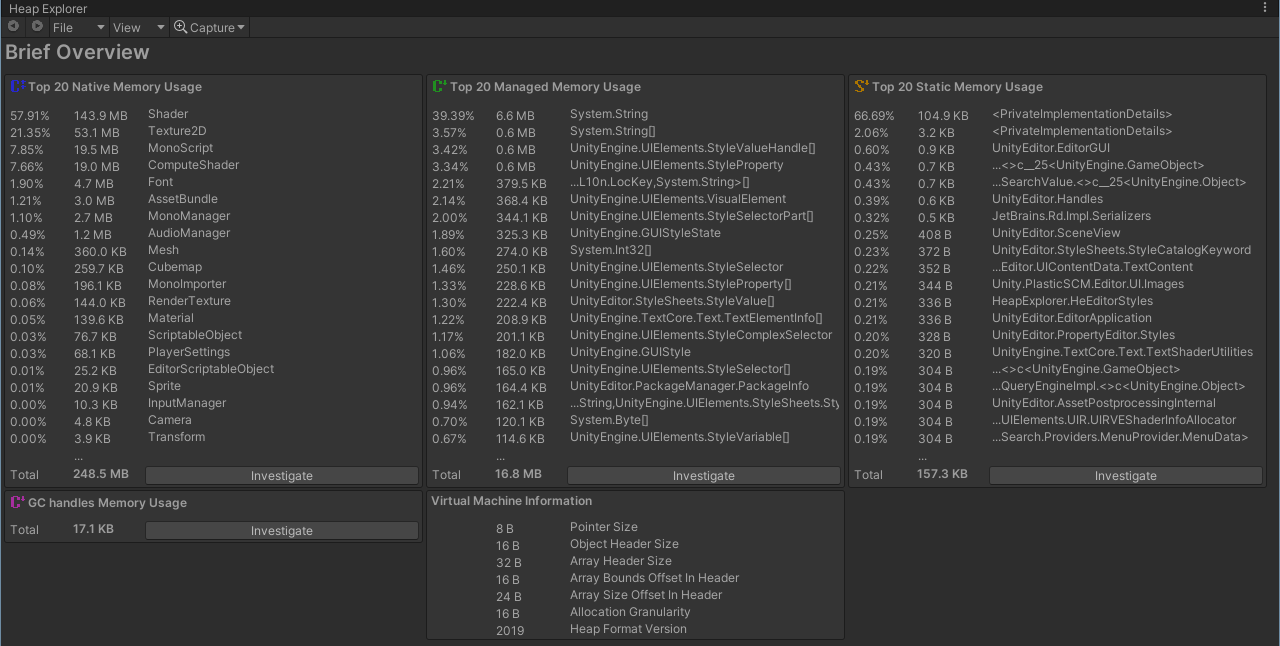 Heap Explorer
File View Capture
Brief Overview
Top 20 Native Memory Usage
57.91% 143.9 MB Shader
21.35% 53.1 MB Texture2D
7.85% 19.5 MB MonoScript
7.66% 19.0 MB ComputeShader
1.90% 4.7 MB Font
1.21% 3.0 MB AssetBundle
1.10% 2.7 MB MonoManager
0.49% 1.2 MB AudioManager
0.14% 360.0 KB Mesh
0.10% 259.7 KB Cubemap
0.08% 196.1 KB MonoImporter
0.06% 144.0 KB RenderTexture
0.05% 139.6 KB Material
0.03% 76.7 KB ScriptableObject
0.03% 68.1 KB PlayerSettings
0.01% 25.2 KB EditorScriptableObject
0.01% 20.9 KB Sprite
0.00% 10.3 KB InputManager
0.00% 4.8 KB Camera
0.00% 3.9 KB Transform
...
Total 248.5 MB Investigate
Top 20 Managed Memory Usage
39.39% 6.6 MB System.String
3.57% 0.6 MB System.String[]
3.42% 0.6 MB UnityEngine.UIElements.StyleValueHandle[]
3.34% 0.6 MB UnityEngine.UIElements.StyleProperty
2.21% 379.5 KB ...L10n.LocKey,System.String>[]
2.14% 368.4 KB UnityEngine.UIElements.VisualElement
2.00% 344.1 KB UnityEngine.UIElements.StyleSelectorPart[]
1.89% 325.3 KB UnityEngine.GUIStyleState
1.60% 274.0 KB System.Int32[]
1.46% 250.1 KB UnityEngine.UIElements.StyleSelector
1.33% 228.6 KB UnityEngine.UIElements.StyleProperty[]
1.30% 222.4 KB UnityEditor.StyleSheets.StyleValue[]
1.22% 208.9 KB UnityEngine.TextCore.Text.TextElementInfo[]
1.17% 201.1 KB UnityEngine.UIElements.StyleComplexSelector
1.06% 182.0 KB UnityEngine.GUIStyle
0.96% 165.0 KB UnityEngine.UIElements.StyleSelector[]
0.96% 164.4 KB UnityEditor.PackageManager.PackageInfo
0.94% 162.1 KB ...String,UnityEngine.UIElements.StyleSheets.Sty
0.70% 120.1 KB System.Byte[]
0.67% 114.6 KB UnityEngine.UIElements.StyleVariable[]
...
Total 16.8 MB Investigate
Top 20 Static Memory Usage
66.69% 104.9 KB <PrivateImplementationDetails>
2.06% 3.2 KB <PrivateImplementationDetails>
0.60% 0.9 KB UnityEditor.EditorGUI
0.43% 0.7 KB ...<>c__25<UnityEngine.GameObject>
0.43% 0.7 KB ...SearchValue.<>c__25<UnityEngine.Object>
0.39% 0.6 KB UnityEditor.Handles
0.32% 0.5 KB JetBrains.Rd.Impl.Serializers
0.25% 408 B UnityEditor.SceneView
0.23% 372 B UnityEditor.StyleSheets.StyleCatalogKeyword
0.22% 352 B ...Editor.UIContentData.TextContent
0.21% 344 B Unity.PlasticSCM.Editor.UI.Images
0.21% 336 B HeapExplorer.HeEditorStyles
0.21% 336 B UnityEditor.EditorApplication
0.20% 328 B UnityEditor.PropertyEditor.Styles
0.20% 320 B UnityEngine.TextCore.Text.TextShaderUtilities
0.19% 304 B ...<>c<UnityEngine.GameObject>
0.19% 304 B ...QueryEngineImpl.<>c<UnityEngine.Object>
0.19% 304 B UnityEditor.AssetPostprocessingInternal
0.19% 304 B ...UIElements.UIR.UIRVEShaderInfoAllocator
0.19% 304 B ...Search.Providers.MenuProvider.MenuData>
...
Total 157.3 KB Investigate
GC handles Memory Usage
Total 17.1 KB Investigate
Virtual Machine Information
8 B Pointer Size
16 B Object Header Size
32 B Array Header Size
16 B Array Bounds Offset In Header
24 B Array Size Offset In Header
16 B Allocation Granularity
2019 Heap Format Version